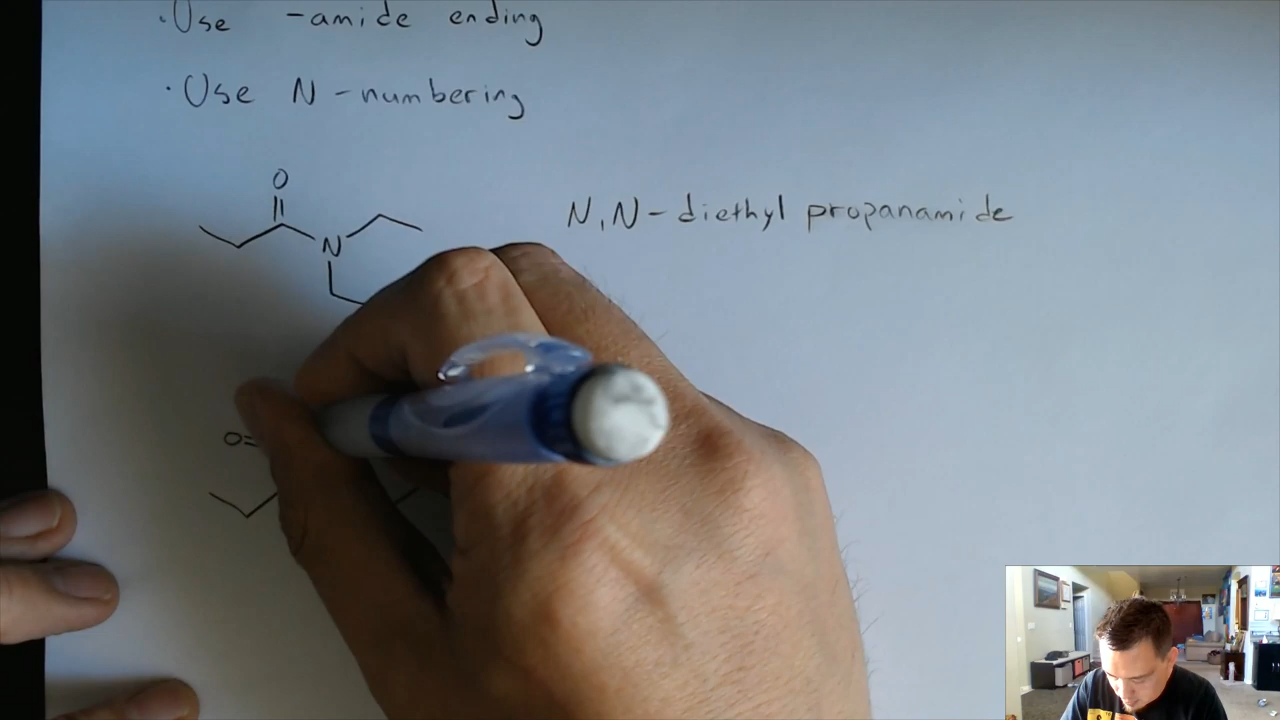 ·Use -amide ending
·Use N-numbering
O
N
N,N-diethyl propanamide
O=